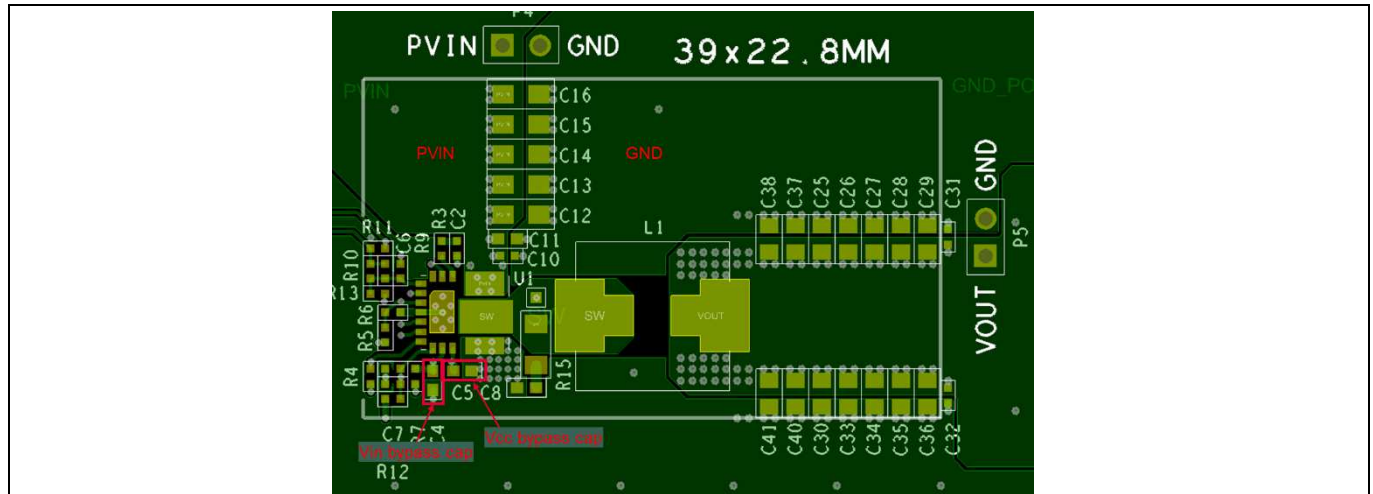 P4
PVIN GND
39x22.8MM
PVIN
GND_PO
C16
C15
PVIN GND
C14
C13
C12
C11
C10
R11
C6
R9
R3
C2
R10
R13
R6
R5
R4
U1
L1
SW
SW
VOUT
C38 C37 C25 C26 C27 C28 C29 C31
GND
P5
VOUT
R15
C5 C8
C7
R7
C4
Vcc bypass cap
Vin bypass cap
R12
C41 C40 C30 C33 C34 C35 C36 C32